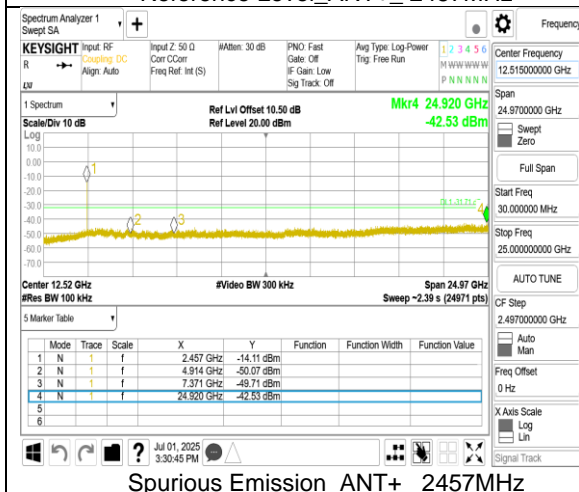 Spectrum Analyzer 1
Swept SA
Frequency
KEYSIGHT Input: RF Input Z: 50 Ω #Atten: 30 dB PNO: Fast Avg Type: Log-Power 1 2 3 4 5 6
R Coupling: DC Corr CCorr Gate: Off Trig: Free Run M W W W W W
Align: Auto Freq Ref: Int (S) IF Gain: Low P N N N N N
LXI Sig Track: Off
Center Frequency
12.515000000 GHz
1 Spectrum
Ref Lvl Offset 10.50 dB Mkr4 24.920 GHz
Scale/Div 10 dB Ref Level 20.00 dBm -42.53 dBm
Log
10.0
0.00
-10.0
-20.0
-30.0
-40.0
-50.0
-60.0
-70.0
1
2
3
4
Center 12.52 GHz #Video BW 300 kHz Span 24.97 GHz
#Res BW 100 kHz Sweep ~2.39 s (24971 pts)
5 Marker Table
Mode Trace Scale X Y Function Function Width Function Value
1 N 1 f 2.457 GHz -14.11 dBm
2 N 1 f 4.914 GHz -50.07 dBm
3 N 1 f 7.371 GHz -49.71 dBm
4 N 1 f 24.920 GHz -42.53 dBm
5
6
Span
24.9700000 GHz
Swept
Zero
Full Span
Start Freq
30.000000 MHz
Stop Freq
25.000000000 GHz
AUTO TUNE
CF Step
2.497000000 GHz
Auto
Man
Freq Offset
0 Hz
X Axis Scale
Log
Lin
Signal Track
Jul 01, 2025
3:30:45 PM
Spurious Emission_ANT+_ 2457MHz